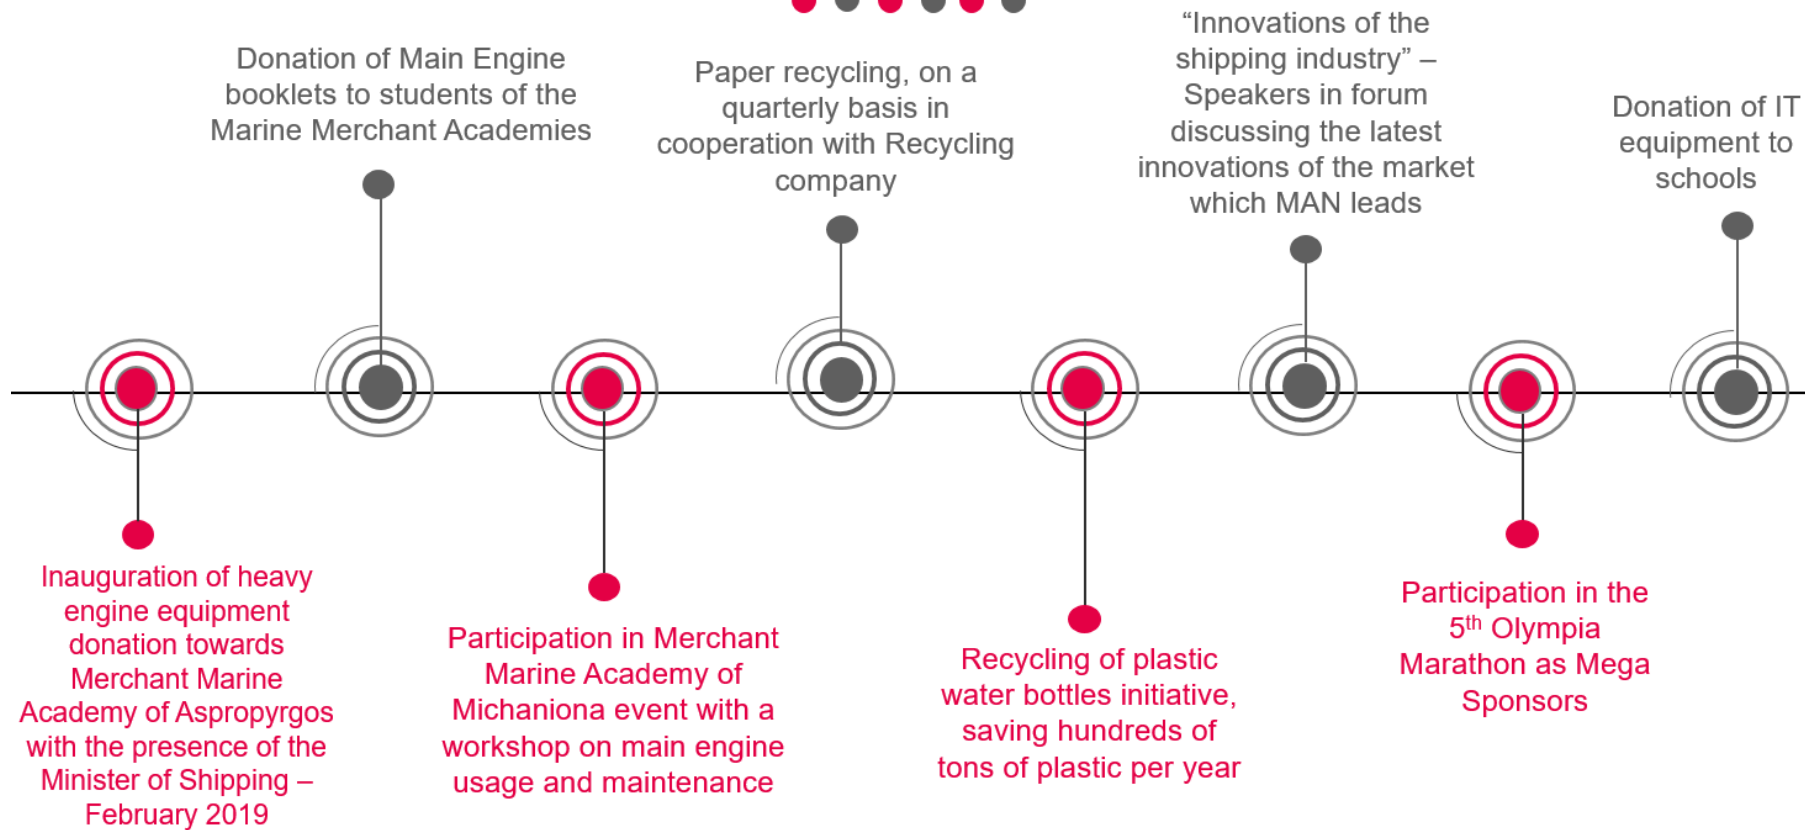 Donation of Main Engine
booklets to students of the
Marine Merchant Academies
Paper recycling, on a
quarterly basis in
cooperation with Recycling
company
“Innovations of the
shipping industry” –
Speakers in forum
discussing the latest
innovations of the market
which MAN leads
Donation of IT
equipment to
schools
Inauguration of heavy
engine equipment
donation towards
Merchant Marine
Academy of Aspropyrgos
with the presence of the
Minister of Shipping –
February 2019
Participation in Merchant
Marine Academy of
Michaniona event with a
workshop on main engine
usage and maintenance
Recycling of plastic
water bottles initiative,
saving hundreds of
tons of plastic per year
Participation in the
5th Olympia
Marathon as Mega
Sponsors